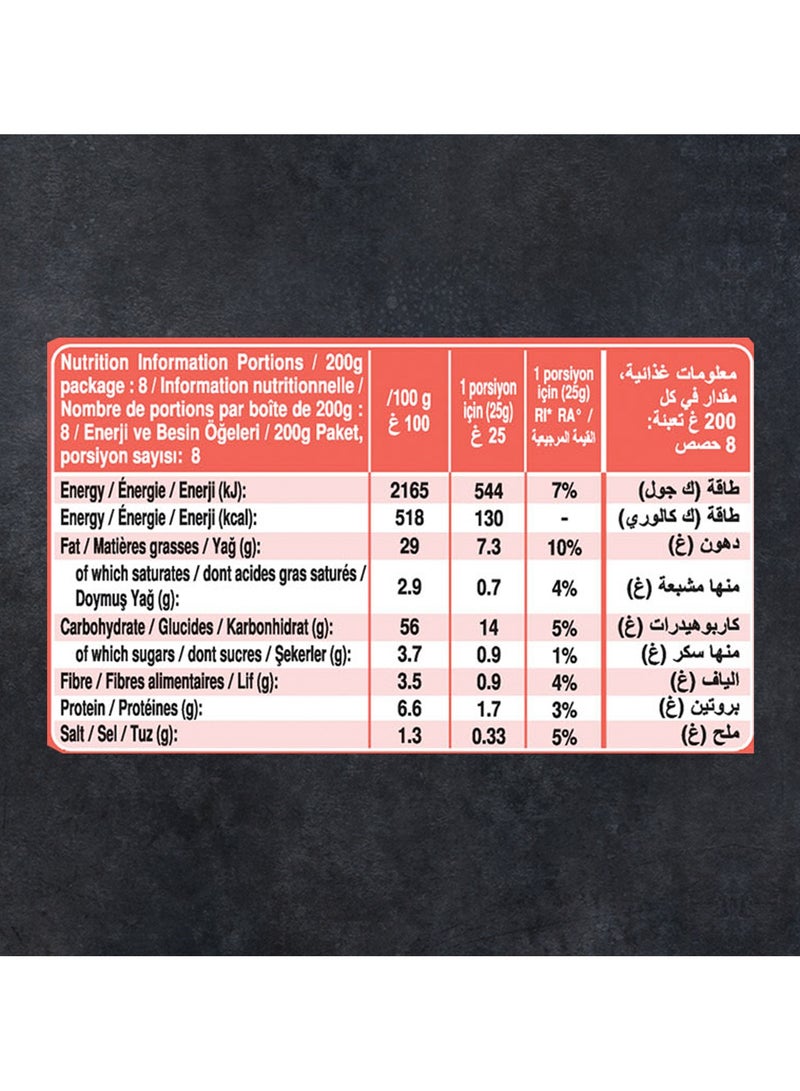 Nutrition Information Portions / 200g
package : 8 / Information nutritionnelle /
Nombre de portions par boîte de 200g :
8 / Enerji ve Besin Öğeleri / 200g Paket,
porsiyon sayısı: 8
/100 g
100 غ
1 porsiyon
için (25g)
25 غ
1 porsiyon
için (25g)
RI* RA° /
القيمة المرجعية
معلومات غذائية،
مقدار في كل
200 غ تعبئة:
8 حصص
Energy / Énergie / Enerji (kJ): 2165 544 7% طاقة (ك جول)
Energy / Énergie / Enerji (kcal): 518 130 - طاقة (ك كالوري)
Fat / Matières grasses / Yağ (g): 29 7.3 10% دهون (غ)
of which saturates / dont acides gras saturés /
Doymuş Yağ (g): 2.9 0.7 4% منها مشبعة (غ)
Carbohydrate / Glucides / Karbonhidrat (g): 56 14 5% كاربوهيدرات (غ)
of which sugars / dont sucres / Şekerler (g): 3.7 0.9 1% منها سكر (غ)
Fibre / Fibres alimentaires / Lif (g): 3.5 0.9 4% الياف (غ)
Protein / Protéines (g): 6.6 1.7 3% بروتين (غ)
Salt / Sel / Tuz (g): 1.3 0.33 5% ملح (غ)